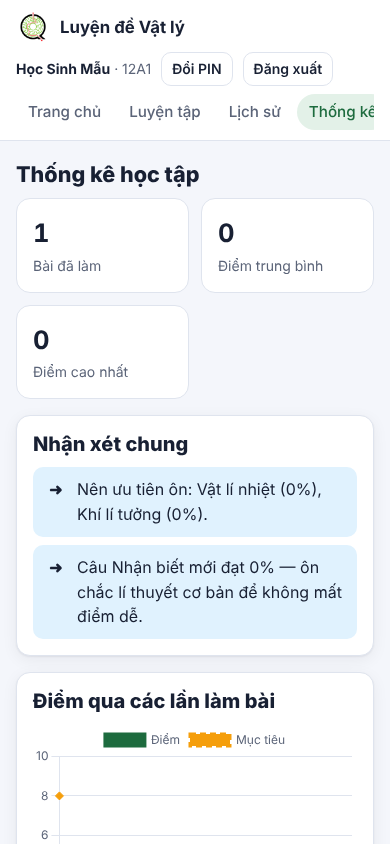 Luyện đề Vật lý
Học Sinh Mẫu · 12A1 Đổi PIN Đăng xuất
Trang chủ Luyện tập Lịch sử Thống kê
Thống kê học tập
1
Bài đã làm
0
Điểm trung bình
0
Điểm cao nhất
Nhận xét chung
➜ Nên ưu tiên ôn: Vật lí nhiệt (0%),
Khí lí tưởng (0%).
➜ Câu Nhận biết mới đạt 0% — ôn
chắc lí thuyết cơ bản để không mất
điểm dễ.
Điểm qua các lần làm bài
Điểm Mục tiêu
10
8
6